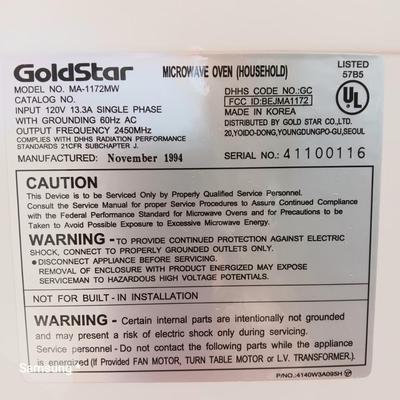 GoldStar
MICROWAVE OVEN (HOUSEHOLD)
LISTED
57B5
MODEL NO. MA-1172MW
DHHS CODE NO.:GC
UL
CATALOG NO.
FCC ID:BEJMA1172
INPUT 120V 13.3A SINGLE PHASE
MADE IN KOREA
WITH GROUNDING 60Hz AC
DISTRIBUTED BY GOLD STAR CO.,LTD.
OUTPUT FREQUENCY 2450MHz
20,YOIDO-DONG,YOUNGDUNGPO-GU,SEOUL
COMPLIES WITH DHHS RADIATION PERFORMANCE
STANDARDS 21CFR SUBCHAPTER J.
MANUFACTURED: November 1994
SERIAL NO.: 41100116
CAUTION
This Device is to be Serviced Only by Properly Qualified Service Personnel.
Consult the Service Manual for proper Service Procedures to Assure Continued Compliance
with the Federal Performance Standard for Microwave Ovens and for Precautions to be
Taken to Avoid Possible Exposure to Excessive Microwave Energy.
WARNING - TO PROVIDE CONTINUED PROTECTION AGAINST ELECTRIC
SHOCK, CONNECT TO PROPERLY GROUNDED OUTLETS ONLY.
● DISCONNECT APPLIANCE BEFORE SERVICING.
REMOVAL OF ENCLOSURE WITH PRODUCT ENERGIZED MAY EXPOSE
SERVICEMAN TO HAZARDOUS HIGH VOLTAGE POTENTIALS.
NOT FOR BUILT-IN INSTALLATION
WARNING - Certain internal parts are intentionally not grounded
and may present a risk of electric shock only during servicing.
Service personnel - Do not contact the following parts while the
appliance is energized(If Provided FAN MOTOR, TURN TABLE MOTOR or L.V. TRANSFORMER.)
P/NO.:4140W3A095H
Samsung